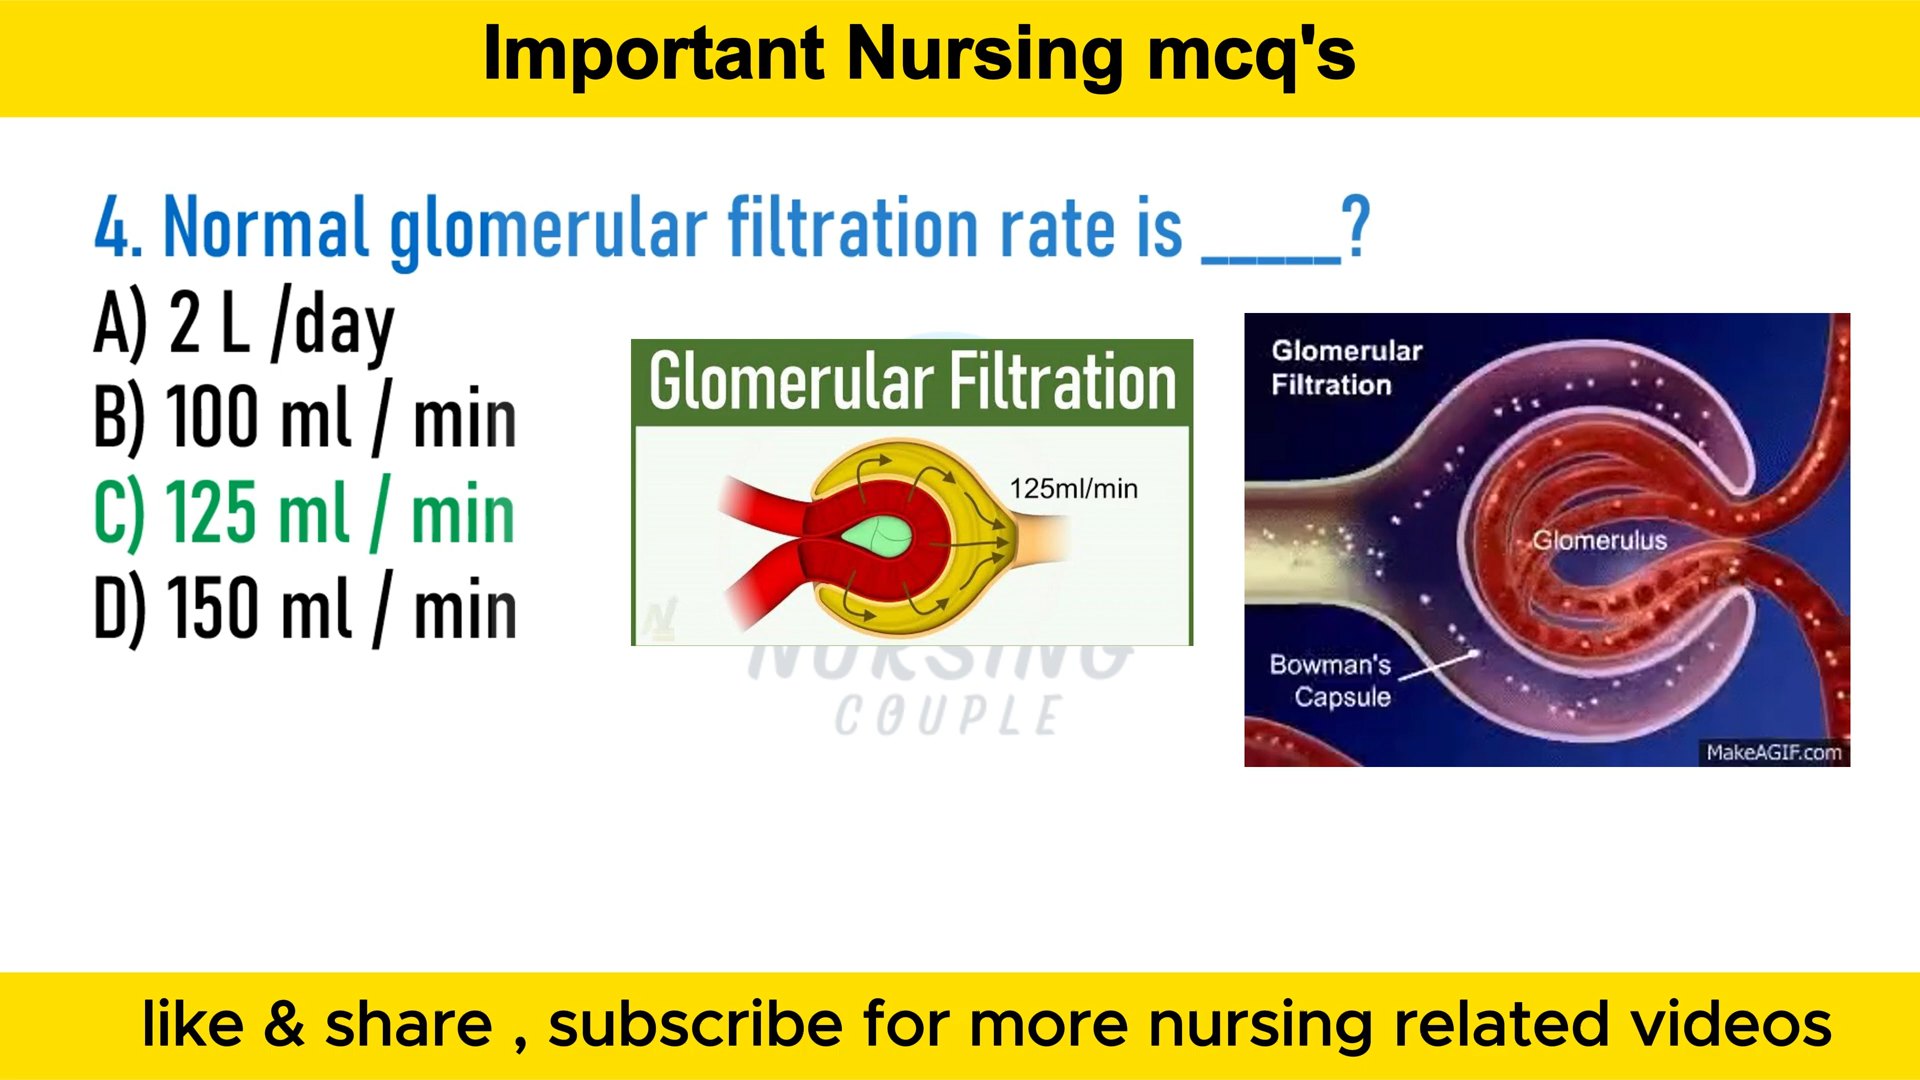 Important Nursing mcq's
4. Normal glomerular filtration rate is _____?
A) 2 L /day
B) 100 ml / min
C) 125 ml / min
D) 150 ml / min
Glomerular Filtration
125ml/min
NURSING
COUPLE
Glomerular
Filtration
Glomerulus
Bowman's
Capsule
MakeAGIF.com
like & share , subscribe for more nursing related videos